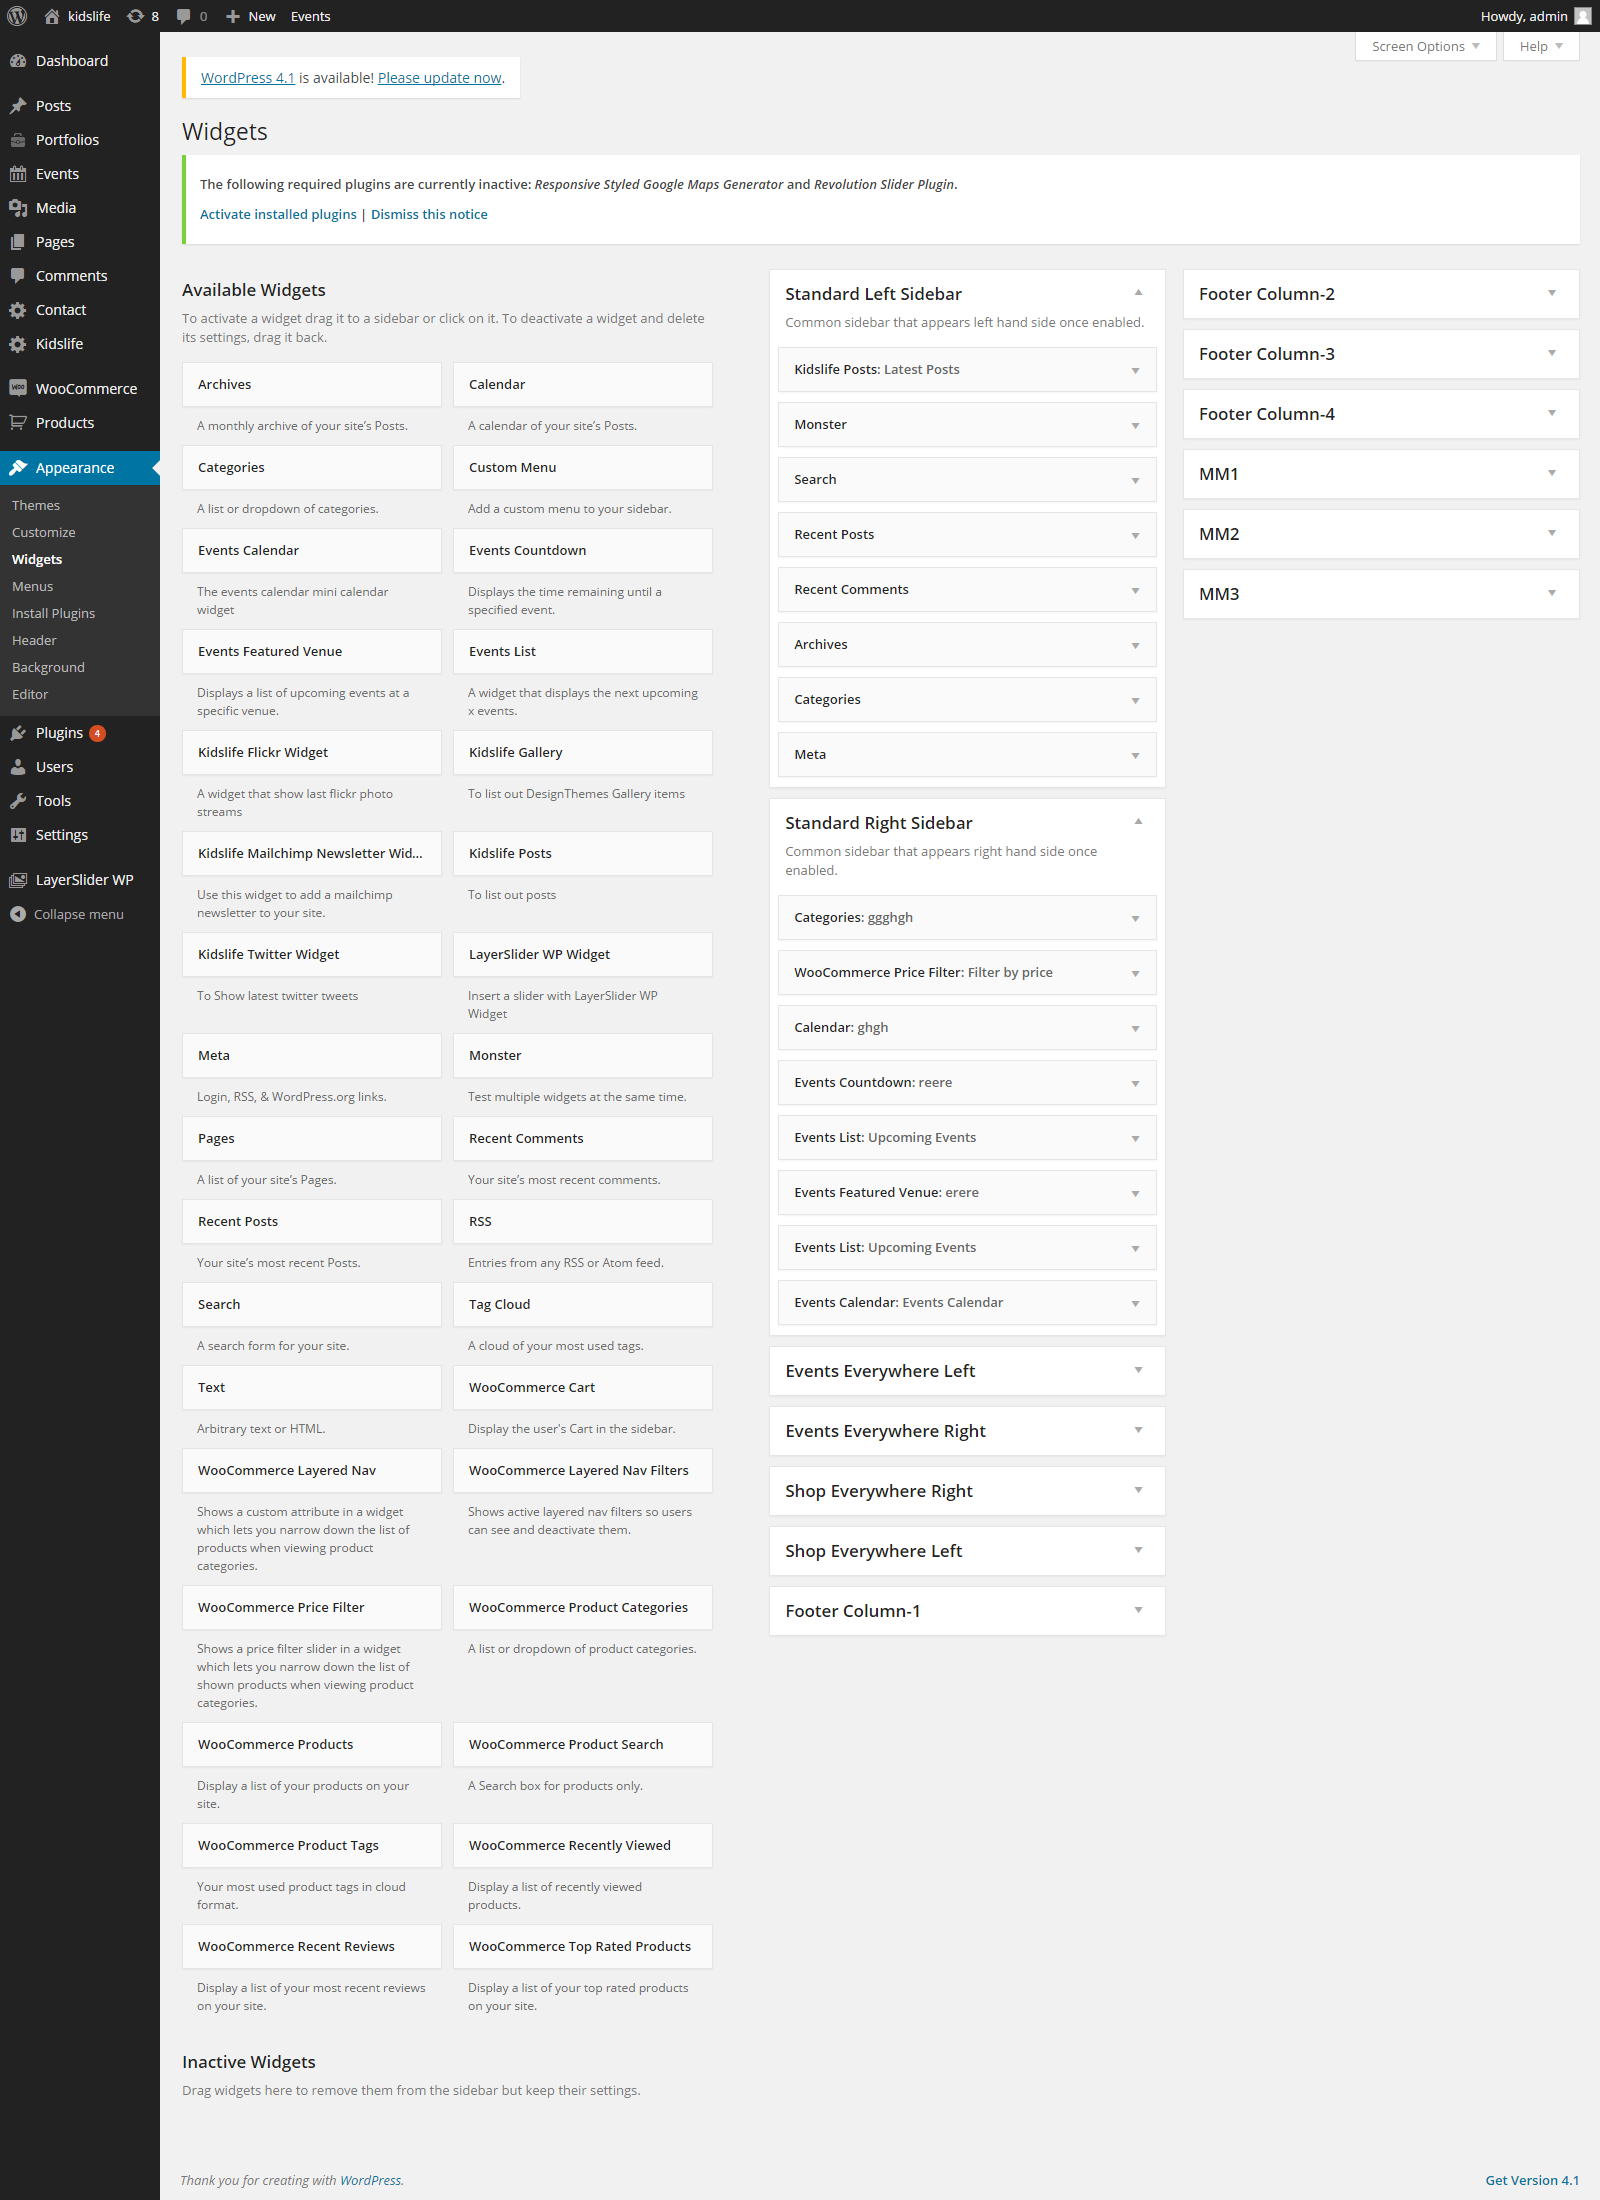 kidslife 8 0 New Events Howdy, admin
Screen Options Help
Dashboard
Posts
Portfolios
Events
Media
Pages
Comments
Contact
Kidslife
WooCommerce
Products
Appearance
Themes
Customize
Widgets
Menus
Install Plugins
Header
Background
Editor
Plugins 4
Users
Tools
Settings
LayerSlider WP
Collapse menu
WordPress 4.1 is available! Please update now.
Widgets
The following required plugins are currently inactive: Responsive Styled Google Maps Generator and Revolution Slider Plugin.
Activate installed plugins | Dismiss this notice
Available Widgets
To activate a widget drag it to a sidebar or click on it. To deactivate a widget and delete
its settings, drag it back.
Archives
A monthly archive of your site’s Posts.
Calendar
A calendar of your site’s Posts.
Categories
A list or dropdown of categories.
Custom Menu
Add a custom menu to your sidebar.
Events Calendar
The events calendar mini calendar
widget
Events Countdown
Displays the time remaining until a
specified event.
Events Featured Venue
Displays a list of upcoming events at a
specific venue.
Events List
A widget that displays the next upcoming
x events.
Kidslife Flickr Widget
A widget that show last flickr photo
streams
Kidslife Gallery
To list out DesignThemes Gallery items
Kidslife Mailchimp Newsletter Wid...
Use this widget to add a mailchimp
newsletter to your site.
Kidslife Posts
To list out posts
Kidslife Twitter Widget
To Show latest twitter tweets
LayerSlider WP Widget
Insert a slider with LayerSlider WP
Widget
Meta
Login, RSS, & WordPress.org links.
Monster
Test multiple widgets at the same time.
Pages
A list of your site’s Pages.
Recent Comments
Your site’s most recent comments.
Recent Posts
Your site’s most recent Posts.
RSS
Entries from any RSS or Atom feed.
Search
A search form for your site.
Tag Cloud
A cloud of your most used tags.
Text
Arbitrary text or HTML.
WooCommerce Cart
Display the user's Cart in the sidebar.
WooCommerce Layered Nav
Shows a custom attribute in a widget
which lets you narrow down the list of
products when viewing product
categories.
WooCommerce Layered Nav Filters
Shows active layered nav filters so users
can see and deactivate them.
WooCommerce Price Filter
Shows a price filter slider in a widget
which lets you narrow down the list of
shown products when viewing product
categories.
WooCommerce Product Categories
A list or dropdown of product categories.
WooCommerce Products
Display a list of your products on your
site.
WooCommerce Product Search
A Search box for products only.
WooCommerce Product Tags
Your most used product tags in cloud
format.
WooCommerce Recently Viewed
Display a list of recently viewed
products.
WooCommerce Recent Reviews
Display a list of your most recent reviews
on your site.
WooCommerce Top Rated Products
Display a list of your top rated products
on your site.
Inactive Widgets
Drag widgets here to remove them from the sidebar but keep their settings.
Standard Left Sidebar
Common sidebar that appears left hand side once enabled.
Kidslife Posts: Latest Posts
Monster
Search
Recent Posts
Recent Comments
Archives
Categories
Meta
Standard Right Sidebar
Common sidebar that appears right hand side once
enabled.
Categories: ggghgh
WooCommerce Price Filter: Filter by price
Calendar: ghgh
Events Countdown: reere
Events List: Upcoming Events
Events Featured Venue: erere
Events List: Upcoming Events
Events Calendar: Events Calendar
Events Everywhere Left
Events Everywhere Right
Shop Everywhere Right
Shop Everywhere Left
Footer Column-1
Footer Column-2
Footer Column-3
Footer Column-4
MM1
MM2
MM3
Thank you for creating with WordPress.
Get Version 4.1